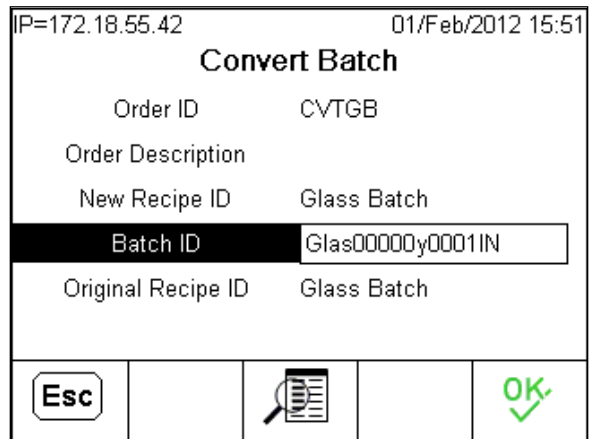 IP=172.18.55.42 01/Feb/2012 15:51
Convert Batch
Order ID CVTGB
Order Description
New Recipe ID Glass Batch
Batch ID Glas00000y0001IN
Original Recipe ID Glass Batch
Esc OK